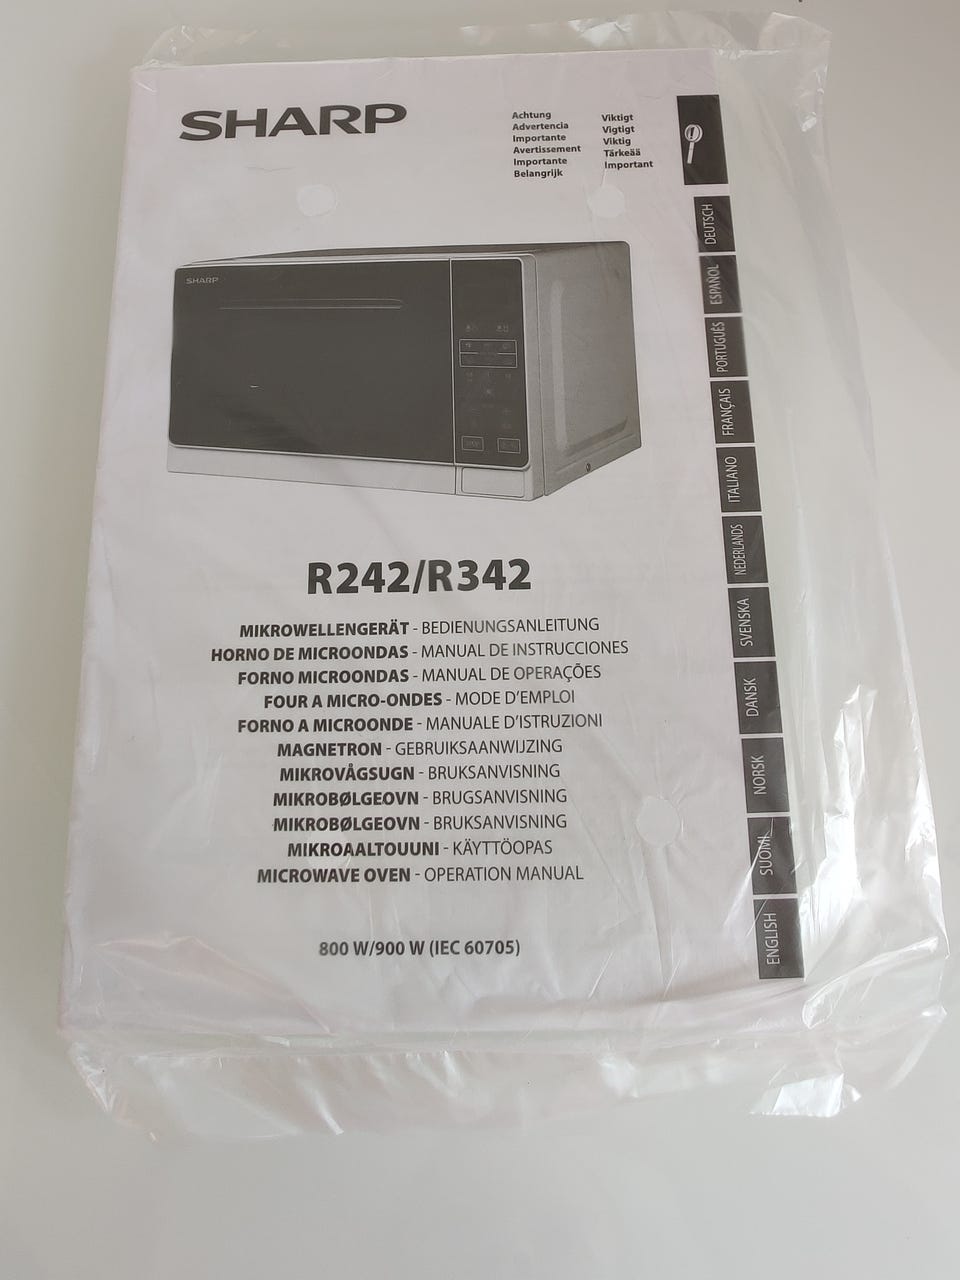 SHARP
Achtung
Advertencia
Importante
Avertissement
Importante
Belangrijk
Viktigt
Vigtigt
Viktig
Tärkeää
Important
DEUTSCH
ESPAÑOL
PORTUGUÊS
FRANÇAIS
ITALIANO
NEDERLANDS
SVENSKA
DANSK
NORSK
SUOMI
ENGLISH
SHARP
R242/R342
MIKROWELLENGERÄT - BEDIENUNGSANLEITUNG
HORNO DE MICROONDAS - MANUAL DE INSTRUCCIONES
FORNO MICROONDAS - MANUAL DE OPERAÇÕES
FOUR A MICRO-ONDES - MODE D'EMPLOI
FORNO A MICROONDE - MANUALE D'ISTRUZIONI
MAGNETRON - GEBRUIKSAANWIJZING
MIKROVÅGSUGN - BRUKSANVISNING
MIKROBØLGEOVN - BRUGSANVISNING
MIKROBØLGEOVN - BRUKSANVISNING
MIKROAALTOUUNI - KÄYTTÖOPAS
MICROWAVE OVEN - OPERATION MANUAL
800 W/900 W (IEC 60705)